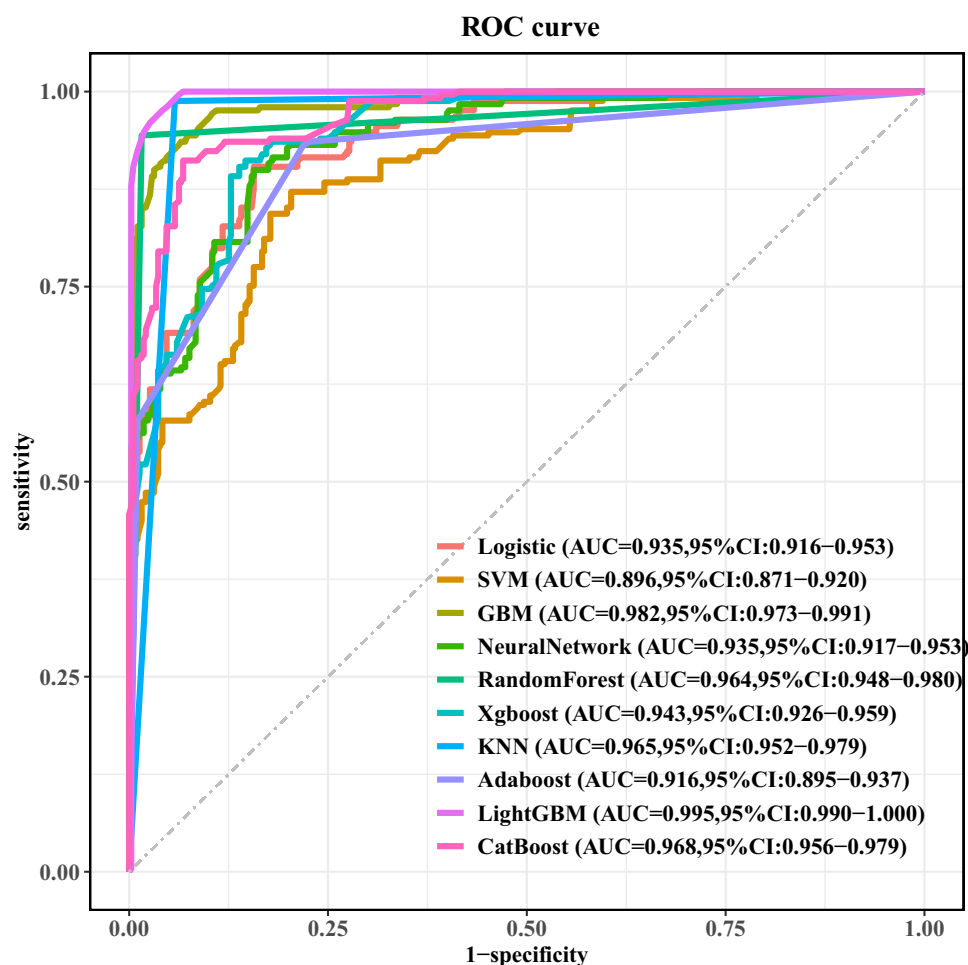 ROC curve
1.00
0.75
0.50
0.25
0.00
sensitivity
Logistic (AUC=0.935,95%CI:0.916−0.953)
SVM (AUC=0.896,95%CI:0.871−0.920)
GBM (AUC=0.982,95%CI:0.973−0.991)
NeuralNetwork (AUC=0.935,95%CI:0.917−0.953)
RandomForest (AUC=0.964,95%CI:0.948−0.980)
Xgboost (AUC=0.943,95%CI:0.926−0.959)
KNN (AUC=0.965,95%CI:0.952−0.979)
Adaboost (AUC=0.916,95%CI:0.895−0.937)
LightGBM (AUC=0.995,95%CI:0.990−1.000)
CatBoost (AUC=0.968,95%CI:0.956−0.979)
0.00 0.25 0.50 0.75 1.00
1−specificity